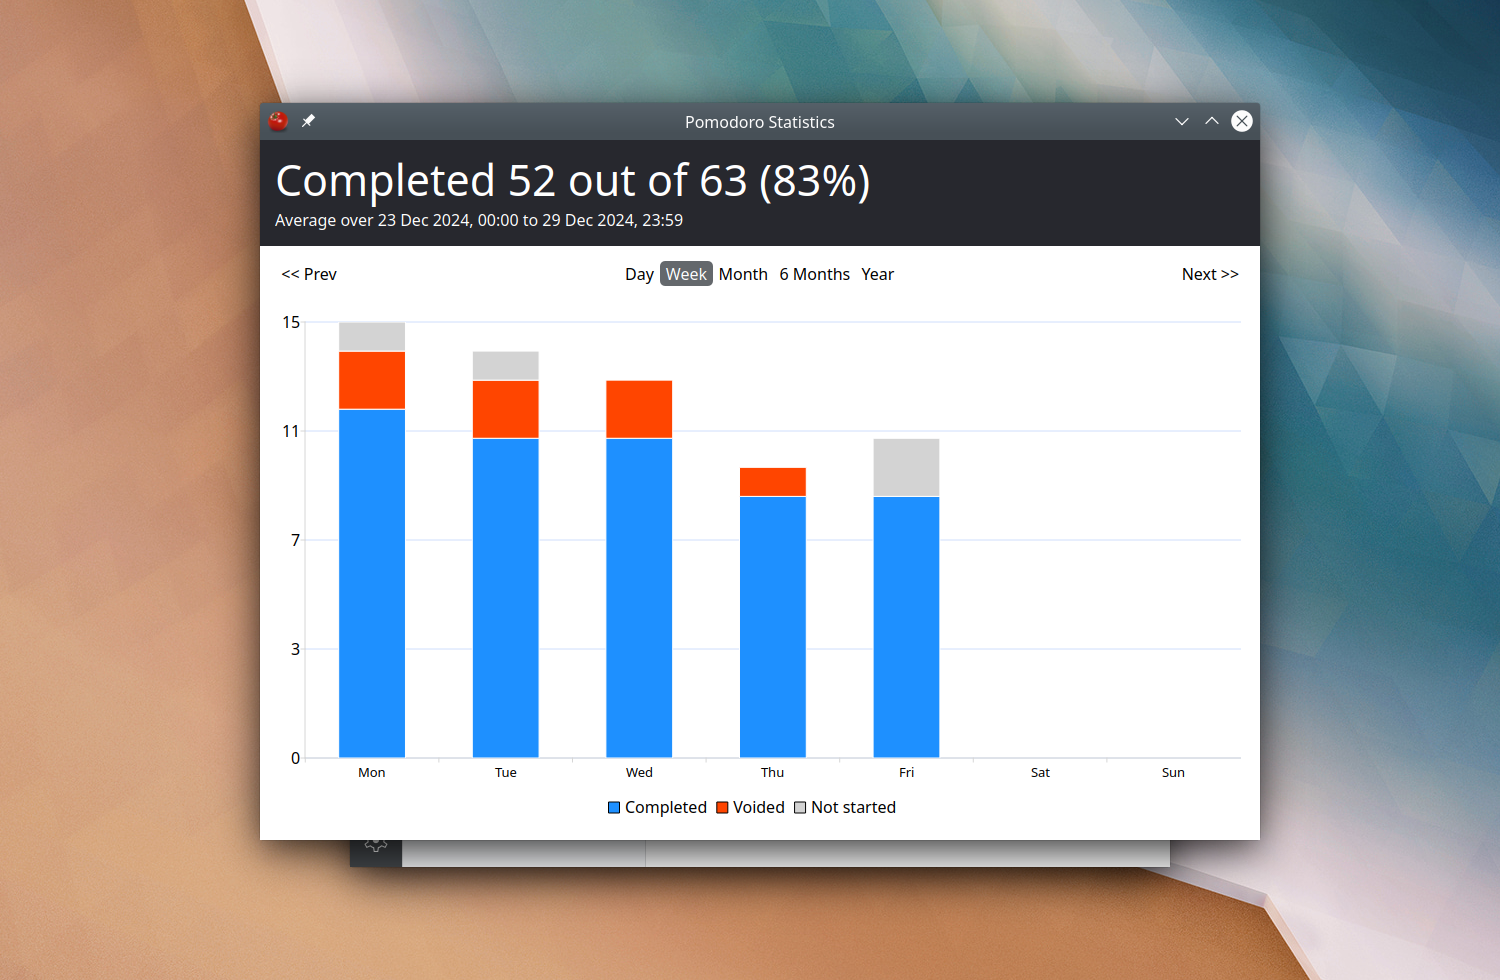 Pomodoro Statistics
Completed 52 out of 63 (83%)
Average over 23 Dec 2024, 00:00 to 29 Dec 2024, 23:59
<< Prev Day Week Month 6 Months Year Next >>
15
11
7
3
0
Mon Tue Wed Thu Fri Sat Sun
Completed Voided Not started